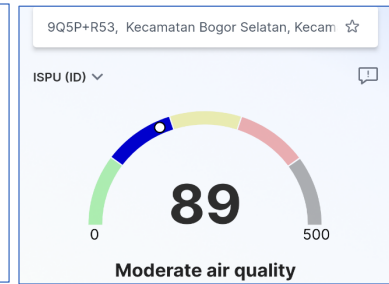 9Q5P+R53, Kecamatan Bogor Selatan, Kecam
ISPU (ID)
89
0
500
Moderate air quality